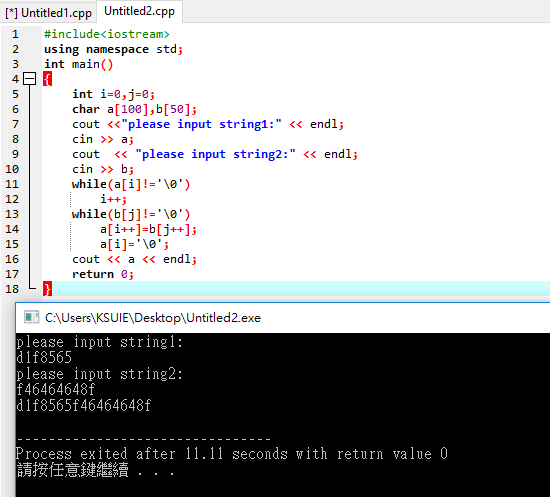 [*] Untitled1.cpp Untitled2.cpp
1 #include<iostream>
2 using namespace std;
3 int main()
4 {
5 int i=0,j=0;
6 char a[100],b[50];
7 cout <<"please input string1:" << endl;
8 cin >> a;
9 cout << "please input string2:" << endl;
10 cin >> b;
11 while(a[i]!='\0')
12 i++;
13 while(b[j]!='\0')
14 a[i++]=b[j++];
15 a[i]='\0';
16 cout << a << endl;
17 return 0;
18 }
C:\Users\KSUIE\Desktop\Untitled2.exe
please input string1:
d1f8565
please input string2:
f46464648f
d1f8565f46464648f
--------------------------------
Process exited after 11.11 seconds with return value 0
請按任意鍵繼續 . . .